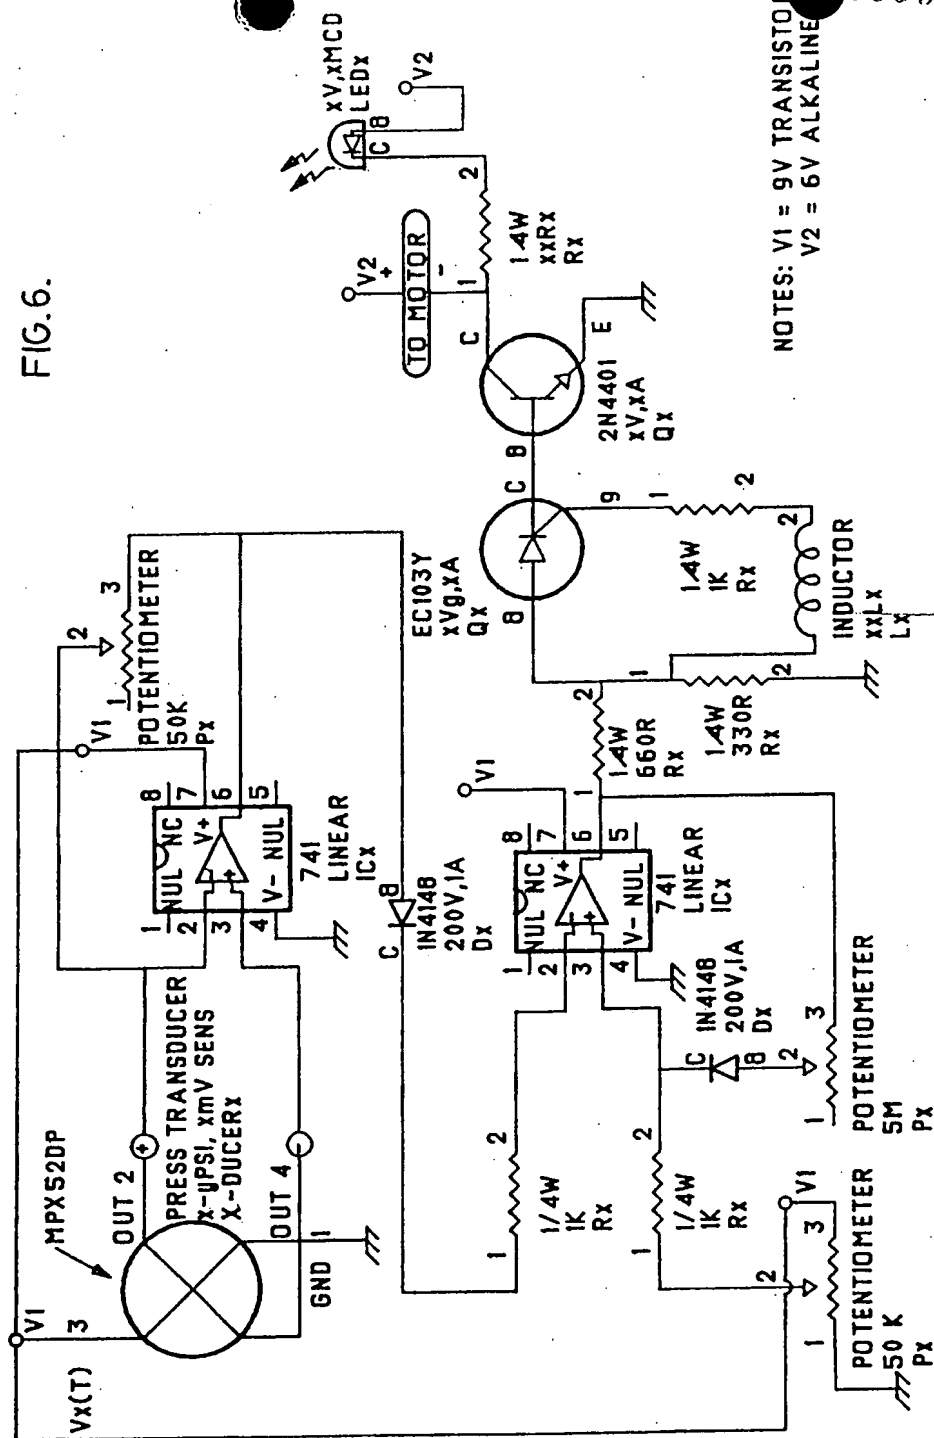 FIG.6.
MPX52DP
V1
3
Vx(T)
OUT 2
+
PRESS TRANSDUCER
x-yPSI, xmV SENS
X-DUCERx
OUT 4
GND
1
V1
POTENTIOMETER
50K
Px
1
2
3
1
2
3
4
NUL
NC
V+
V-
NUL
8
7
6
5
741
LINEAR
ICx
C
B
1N4148
200V,1A
Dx
1
2
1/4W
1K
Rx
1
2
1/4W
1K
Rx
1
2
3
4
NUL
NC
V+
V-
NUL
8
7
6
5
741
LINEAR
ICx
V1
C
B
1N4148
200V,1A
Dx
1
2
3
POTENTIOMETER
5M
Px
V1
1
2
3
POTENTIOMETER
50K
Px
1
2
1.4W
660R
Rx
1
2
1.4W
330R
Rx
EC103Y
xVg,xA
Qx
8
C
9
1
2
1.4W
1K
Rx
2
INDUCTOR
xxLx
Lx
B
C
E
2N4401
xV,xA
Qx
V2
+
TO MOTOR
-
1
2
1.4W
xxRx
Rx
xV,xMCD
LEDx
C
B
V2
NOTES: V1 = 9V TRANSISTO
V2 = 6V ALKALINE